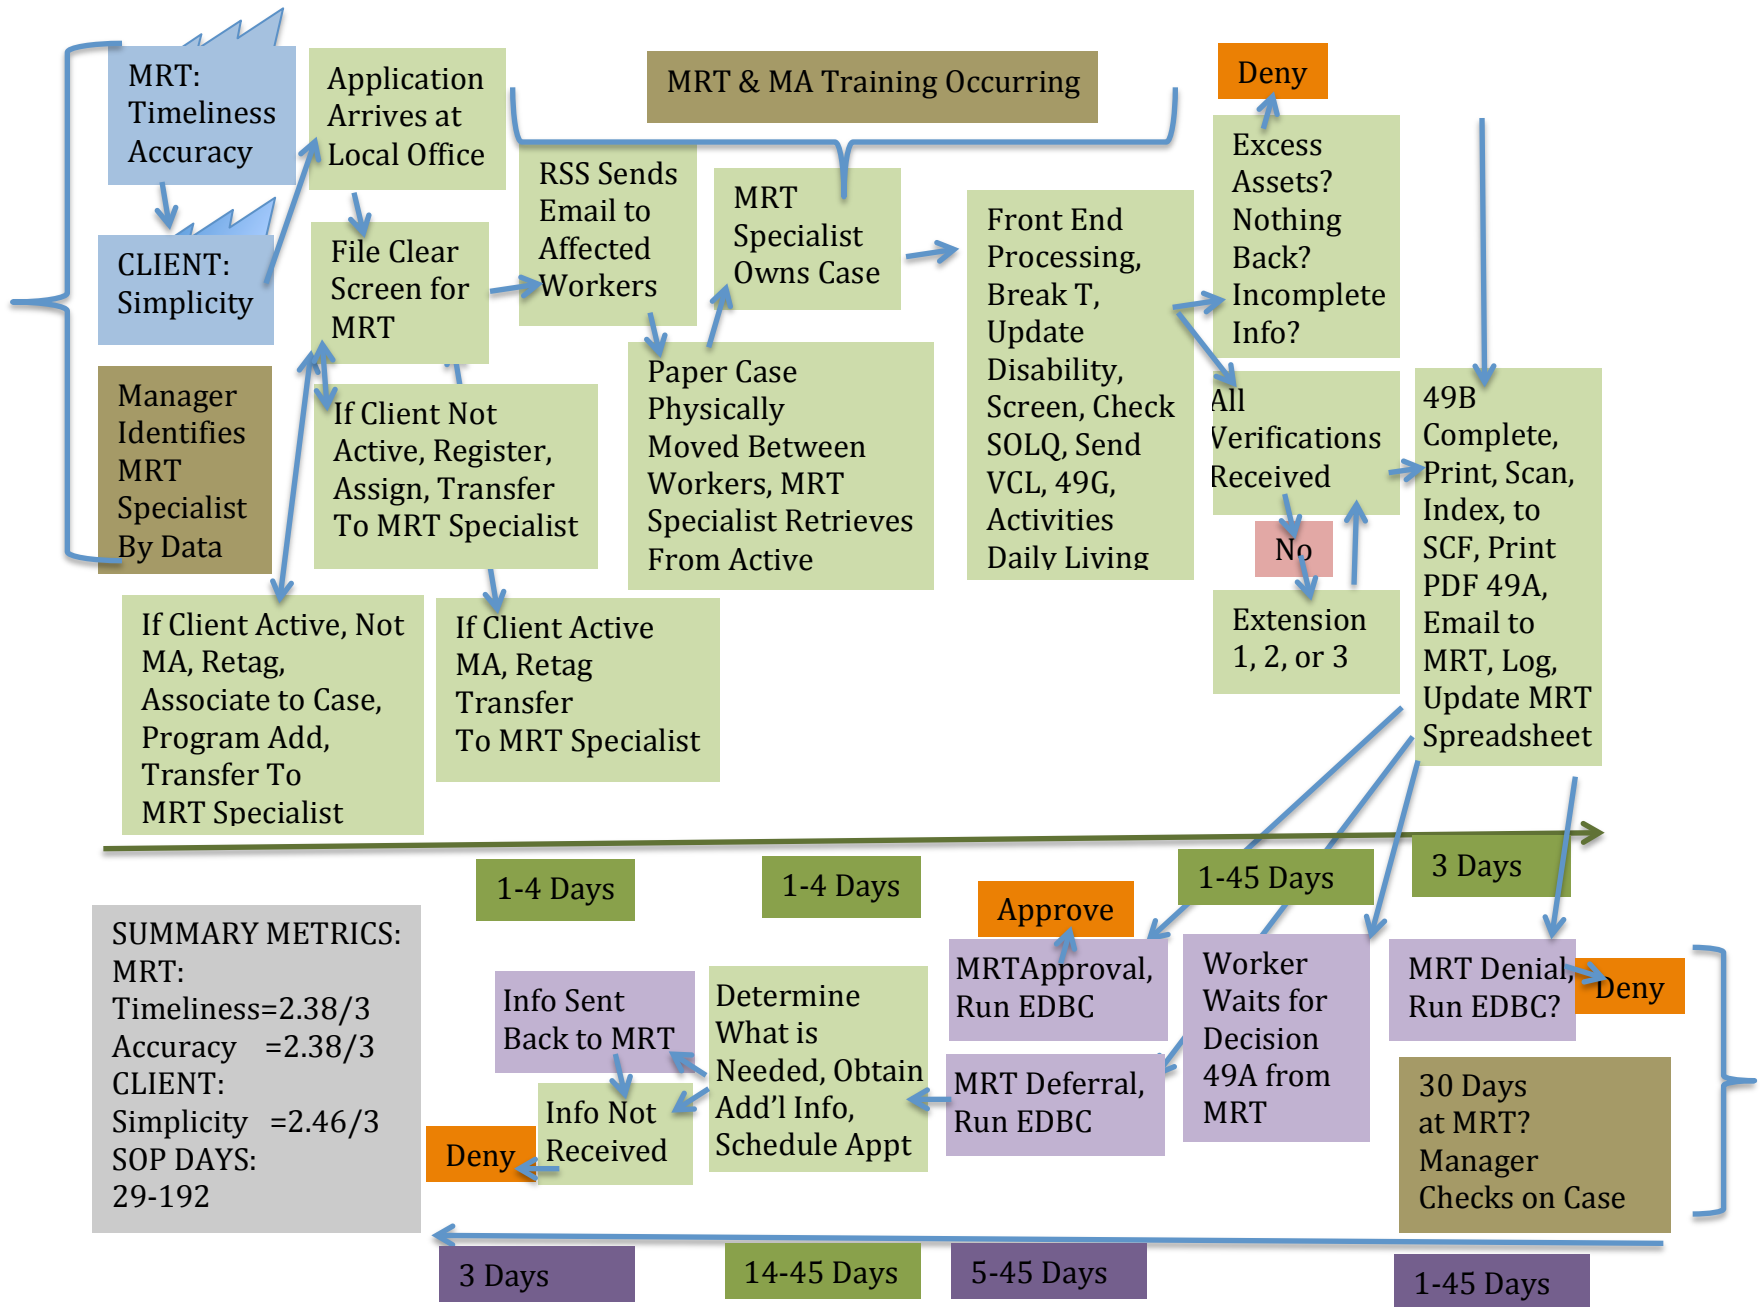 MRT:
Timeliness
Accuracy
CLIENT:
Simplicity
Manager
Identifies
MRT
Specialist
By Data
Application
Arrives at
Local Office
File Clear
Screen for
MRT
If Client Not
Active, Register,
Assign, Transfer
To MRT Specialist
If Client Active, Not
MA, Retag,
Associate to Case,
Program Add,
Transfer To
MRT Specialist
If Client Active
MA, Retag
Transfer
To MRT Specialist
MRT & MA Training Occurring
RSS Sends
Email to
Affected
Workers
Paper Case
Physically
Moved Between
Workers, MRT
Specialist Retrieves
From Active
MRT
Specialist
Owns Case
Front End
Processing,
Break T,
Update
Disability,
Screen, Check
SOLQ, Send
VCL, 49G,
Activities
Daily Living
Deny
Excess
Assets?
Nothing
Back?
Incomplete
Info?
All
Verifications
Received
No
Extension
1, 2, or 3
49B
Complete,
Print, Scan,
Index, to
SCF, Print
PDF 49A,
Email to
MRT, Log,
Update MRT
Spreadsheet
1-4 Days
1-4 Days
1-45 Days
3 Days
SUMMARY METRICS:
MRT:
Timeliness=2.38/3
Accuracy =2.38/3
CLIENT:
Simplicity =2.46/3
SOP DAYS:
29-192
Approve
MRTApproval,
Run EDBC
Worker
Waits for
Decision
49A from
MRT
MRT Denial,
Run EDBC?
Deny
Info Sent
Back to MRT
Determine
What is
Needed, Obtain
Add’l Info,
Schedule Appt
MRT Deferral,
Run EDBC
Info Not
Received
Deny
30 Days
at MRT?
Manager
Checks on Case
3 Days
14-45 Days
5-45 Days
1-45 Days